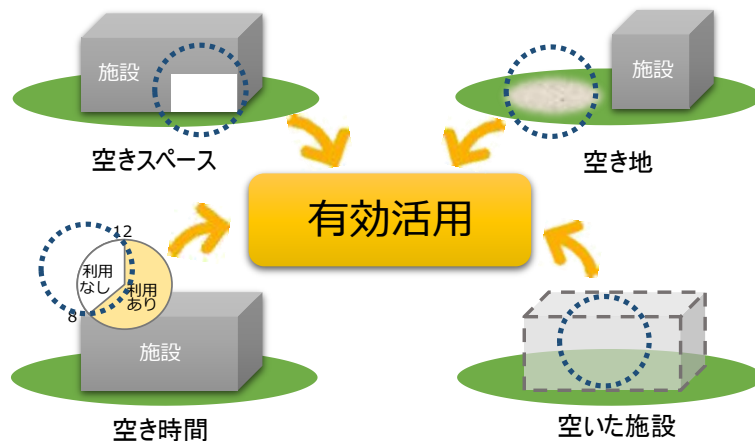 施設
空きスペース
施設
空き地
有効活用
12
利用
なし
利用
あり
8
施設
空き時間
空いた施設